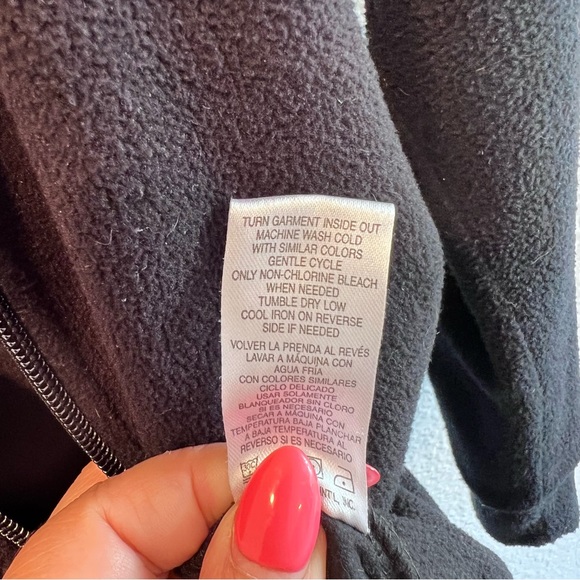 TURN GARMENT INSIDE OUT
MACHINE WASH COLD
WITH SIMILAR COLORS
GENTLE CYCLE
ONLY NON-CHLORINE BLEACH
WHEN NEEDED
TUMBLE DRY LOW
COOL IRON ON REVERSE
SIDE IF NEEDED
VOLVER LA PRENDA AL REVÉS
LAVAR A MÁQUINA CON
AGUA FRIA
CON COLORES SIMILARES
CICLO DELICADO
USAR SOLAMENTE
BLANQUEADOR SIN CLORO
SI ES NECESARIO
SECAR A MÁQUINA CON
TEMPERATURA BAJA PLANCHAR
A BAJA TEMPERATURA AL
REVERSO SI ES NECESARIO
INT'L, INC.